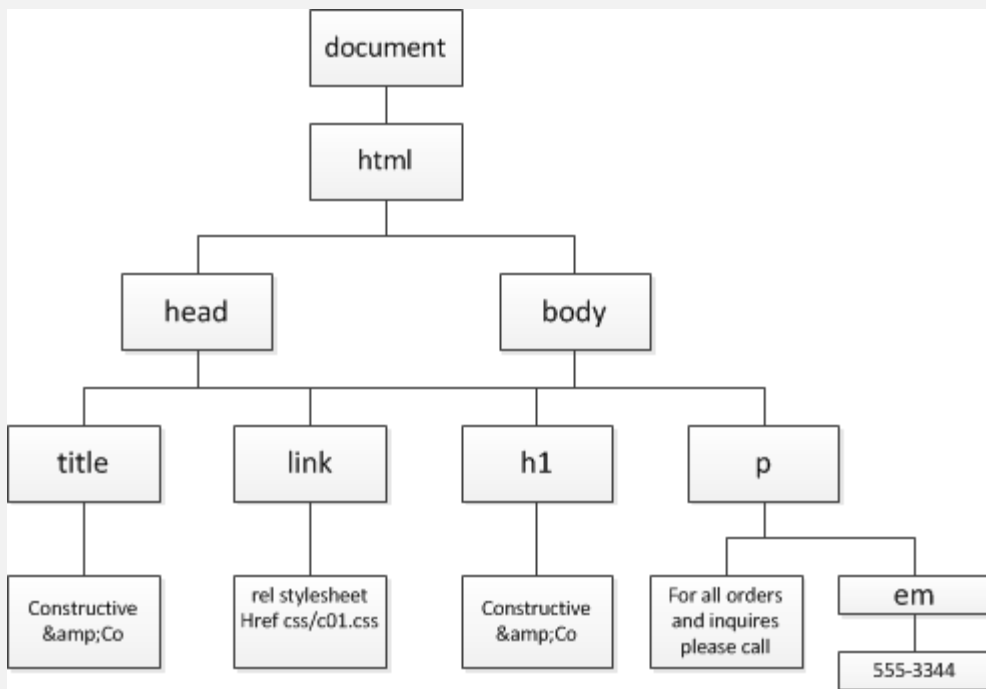 document
html
head
body
title
link
h1
p
Constructive
&amp;Co
rel stylesheet
Href css/c01.css
Constructive
&amp;Co
For all orders
and inquires
please call
em
555-3344